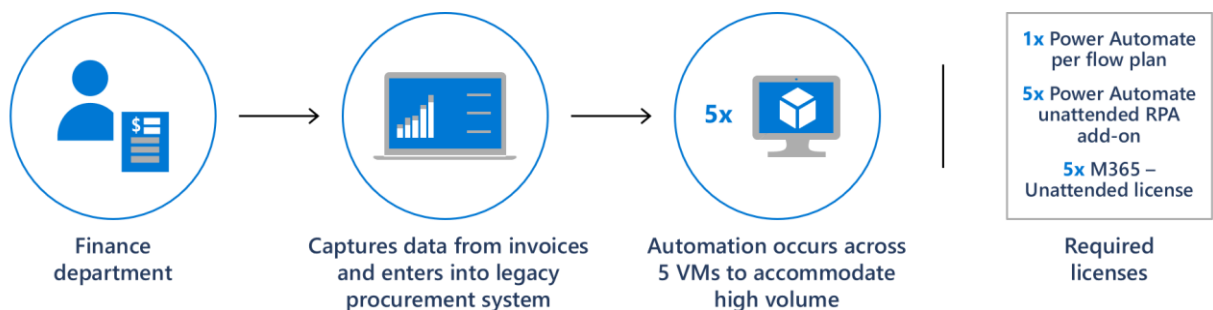 $
5x
1x Power Automate
per flow plan
5x Power Automate
unattended RPA
add-on
5x M365 –
Unattended license
Finance
department
Captures data from invoices
and enters into legacy
procurement system
Automation occurs across
5 VMs to accommodate
high volume
Required
licenses